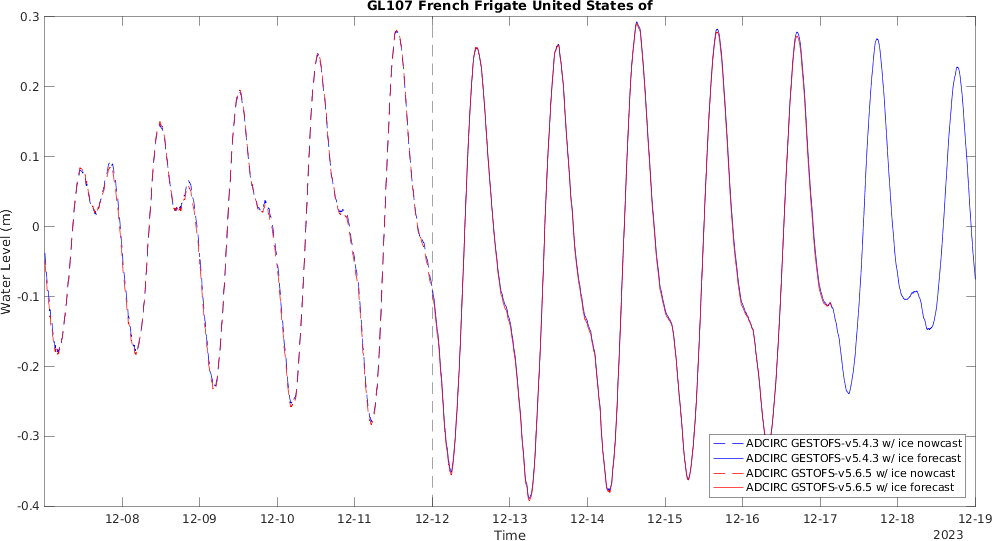 GL107 French Frigate United States of
0.3
0.2
0.1
0
-0.1
-0.2
-0.3
-0.4
Water Level (m)
ADCIRC GESTOFS-v5.4.3 w/ ice nowcast
ADCIRC GESTOFS-v5.4.3 w/ ice forecast
ADCIRC GSTOFS-v5.6.5 w/ ice nowcast
ADCIRC GSTOFS-v5.6.5 w/ ice forecast
12-08 12-09 12-10 12-11 12-12 12-13 12-14 12-15 12-16 12-17 12-18 12-19
Time
2023